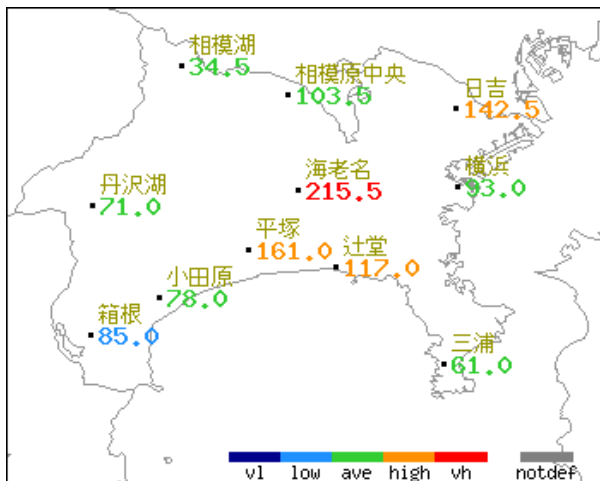 相模湖
34.5
相模原中央
103.5
日吉
142.5
海老名
215.5
横浜
93.0
丹沢湖
71.0
平塚
161.0
辻堂
117.0
小田原
78.0
箱根
85.0
三浦
61.0
vl low ave high vh notdef